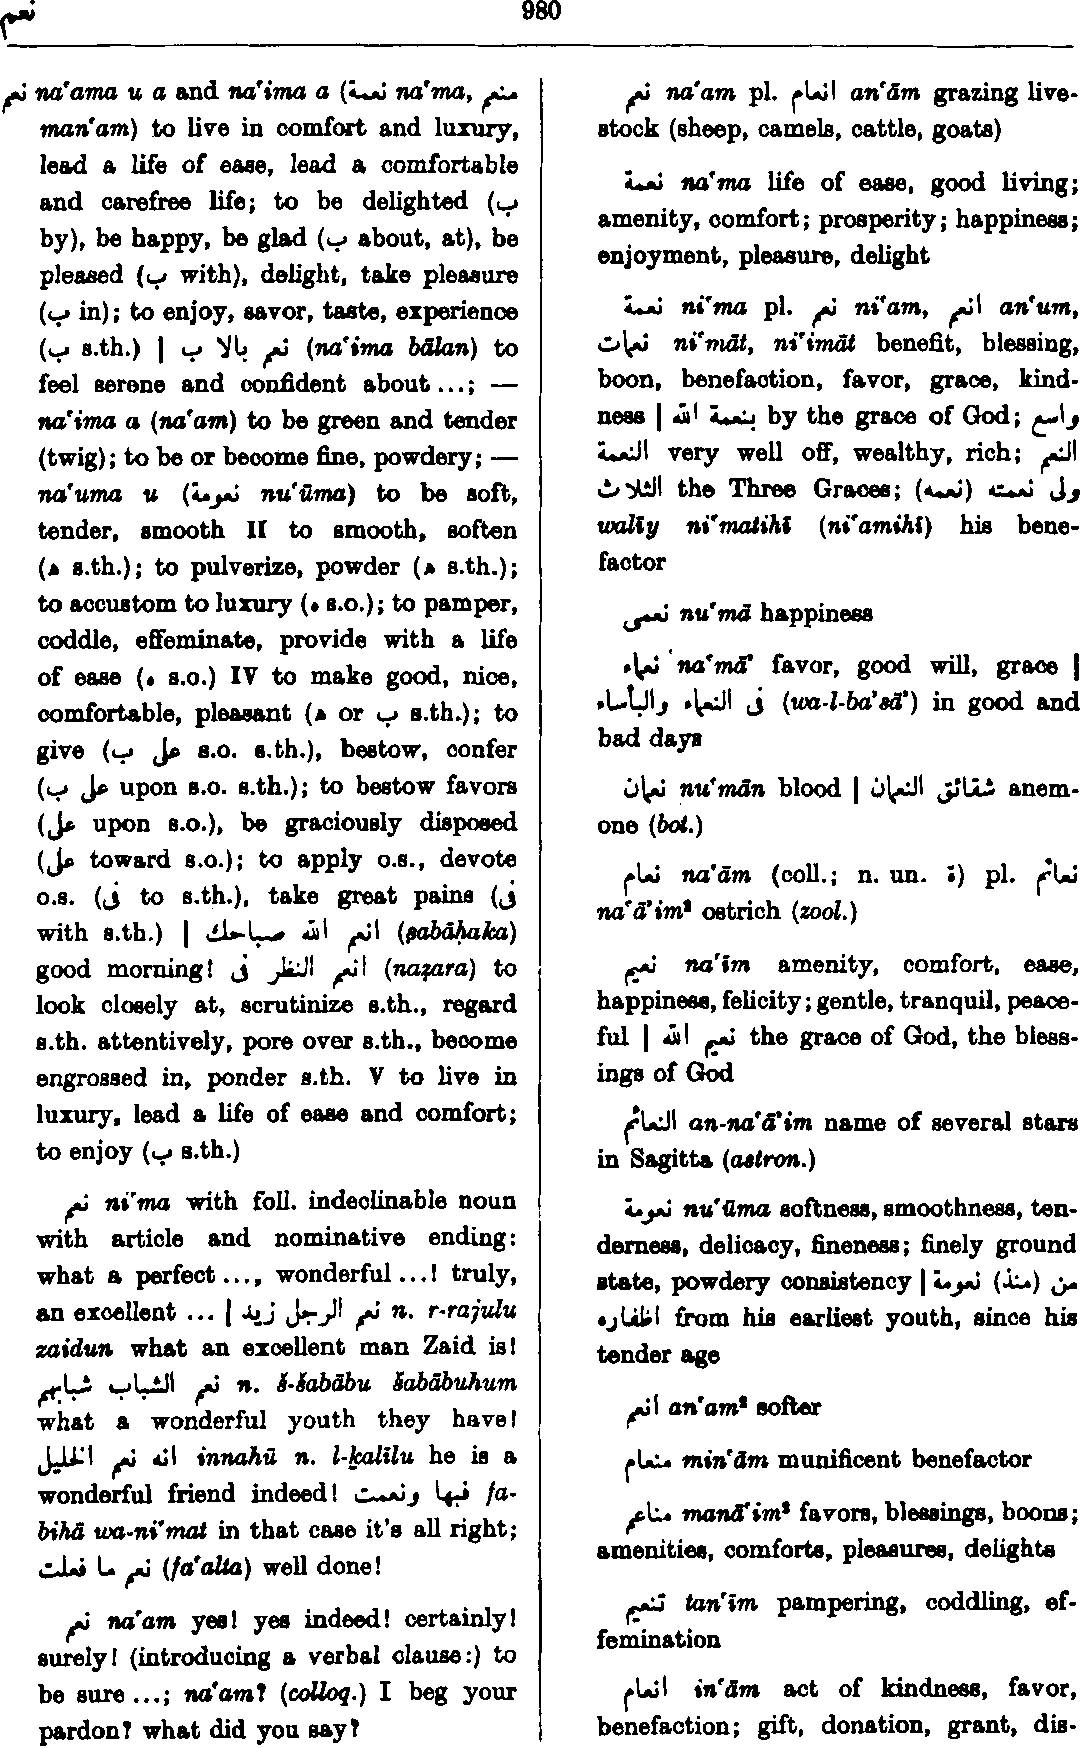 نعم
980
نعم na‘ama u a and na‘ima a (نعمة na‘ma, منعم
man‘am) to live in comfort and luxury,
lead a life of ease, lead a comfortable
and carefree life; to be delighted (ب
by), be happy, be glad (ب about, at), be
pleased (ب with), delight, take pleasure
(ب in); to enjoy, savor, taste, experience
(ب s.th.) | نعم بالا ب (na‘ima bālan) to
feel serene and confident about ...; —
na‘ima a (na‘am) to be green and tender
(twig); to be or become fine, powdery; —
na‘uma u (نعومة nu‘ūma) to be soft,
tender, smooth II to smooth, soften
(ه s.th.); to pulverize, powder (ه s.th.);
to accustom to luxury (ه s.o.); to pamper,
coddle, effeminate, provide with a life
of ease (ه s.o.) IV to make good, nice,
comfortable, pleasant (ه or ب s.th.); to
give (على ب s.o. s.th.), bestow, confer
(على ب upon s.o. s.th.); to bestow favors
(على upon s.o.), be graciously disposed
(على toward s.o.); to apply o.s., devote
o.s. (فى to s.th.), take great pains (فى
with s.th.) | انعم الله صباحك (ṣabāḥaka)
good morning! انعم النظر فى (naẓara) to
look closely at, scrutinize s.th., regard
s.th. attentively, pore over s.th., become
engrossed in, ponder s.th. V to live in
luxury, lead a life of ease and comfort;
to enjoy (ب s.th.)
نعم ni‘ma with foll. indeclinable noun
with article and nominative ending:
what a perfect ..., wonderful ...! truly,
an excellent ... | نعم الرجل زيد n. r-rajulu
zaidun what an excellent man Zaid is!
نعم الشباب شبابهم n. š-šabābu šabābuhum
what a wonderful youth they have!
انه نعم الخليل innahū n. l-ḵalīlu he is a
wonderful friend indeed! فبها ونعمت fa-
bihā wa-ni‘mat in that case it's all right;
نعم ما فعلت (fa‘alta) well done!
نعم na‘am yes! yes indeed! certainly!
surely! (introducing a verbal clause:) to
be sure ...; na‘am? (colloq.) I beg your
pardon? what did you say?
نعم na‘am pl. انعام an‘ām grazing live-
stock (sheep, camels, cattle, goats)
نعمة na‘ma life of ease, good living;
amenity, comfort; prosperity; happiness;
enjoyment, pleasure, delight
نعمة ni‘ma pl. نعم ni‘am, انعم an‘um,
نعمات ni‘māt, ni‘imāt benefit, blessing,
boon, benefaction, favor, grace, kind-
ness | بنعمة الله by the grace of God; واسع
النعمة very well off, wealthy, rich; النعم
الثلاث the Three Graces; ولى نعمته (نعمه)
walīy ni‘matihī (ni‘amihī) his bene-
factor
نعمى nu‘mā happiness
نعماء na‘mā’ favor, good will, grace |
فى النعماء والبأساء (wa-l-ba’sā’) in good and
bad days
نعمان nu‘mān blood | شقائق النعمان anem-
one (bot.)
نعام na‘ām (coll.; n. un. ة) pl. نعائم
na‘ā’im² ostrich (zool.)
نعيم na‘īm amenity, comfort, ease,
happiness, felicity; gentle, tranquil, peace-
ful | نعيم الله the grace of God, the bless-
ings of God
النعائم an-na‘ā’im name of several stars
in Sagitta (astron.)
نعومة nu‘ūma softness, smoothness, ten-
derness, delicacy, fineness; finely ground
state, powdery consistency | من (منذ) نعومة
اظفاره from his earliest youth, since his
tender age
انعم an‘am² softer
منعام min‘ām munificent benefactor
مناعم manā‘im² favors, blessings, boons;
amenities, comforts, pleasures, delights
تنعيم tan‘īm pampering, coddling, ef-
femination
انعام in‘ām act of kindness, favor,
benefaction; gift, donation, grant, dis-